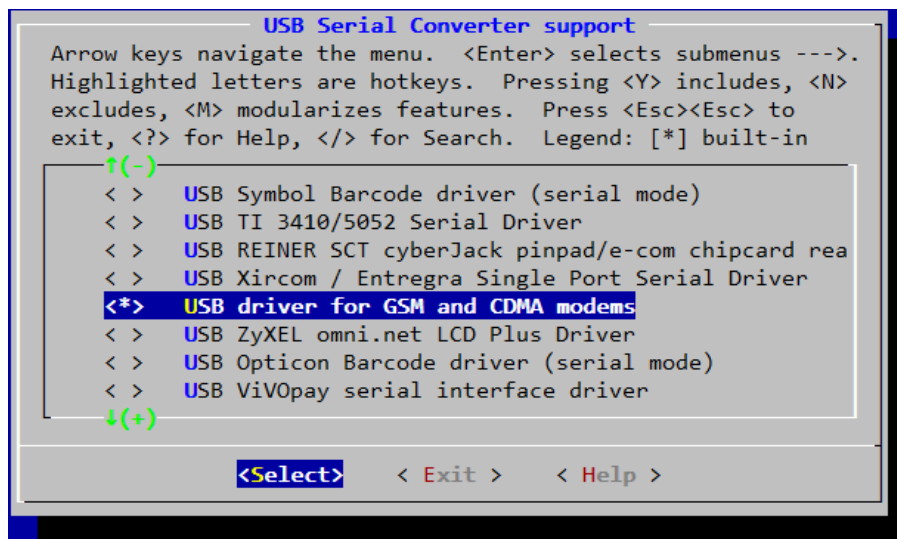 USB Serial Converter support
Arrow keys navigate the menu.  <Enter> selects submenus --->.
Highlighted letters are hotkeys.  Pressing <Y> includes, <N>
excludes, <M> modularizes features.  Press <Esc><Esc> to
exit, <?> for Help, </> for Search.  Legend: [*] built-in
↑(-)
< >   USB Symbol Barcode driver (serial mode)
< >   USB TI 3410/5052 Serial Driver
< >   USB REINER SCT cyberJack pinpad/e-com chipcard rea
< >   USB Xircom / Entregra Single Port Serial Driver
<*>   USB driver for GSM and CDMA modems
< >   USB ZyXEL omni.net LCD Plus Driver
< >   USB Opticon Barcode driver (serial mode)
< >   USB ViVOpay serial interface driver
↓(+)
<Select>    < Exit >    < Help >